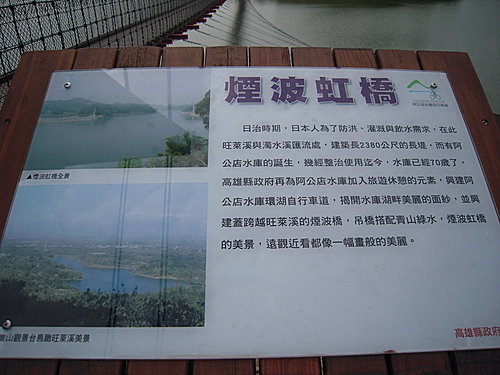 煙波虹橋
日治時期，日本人為了防洪、灌溉與飲水需求，在此
旺萊溪與濁水溪匯流處，建築長2380公尺的長堤，而有阿
公店水庫的誕生，幾經整治使用迄今，水庫已經70歲了，
高雄縣政府再為阿公店水庫加入旅遊休憩的元素，興建阿
公店水庫環湖自行車道，揭開水庫湖畔美麗的面紗，並興
建蓋跨越旺萊溪的煙波橋，吊橋搭配青山綠水，煙波虹橋
的美景，遠觀近看都像一幅畫般的美麗。
▲煙波虹橋全景
崗山觀景台鳥瞰旺萊溪美景
高雄縣政府